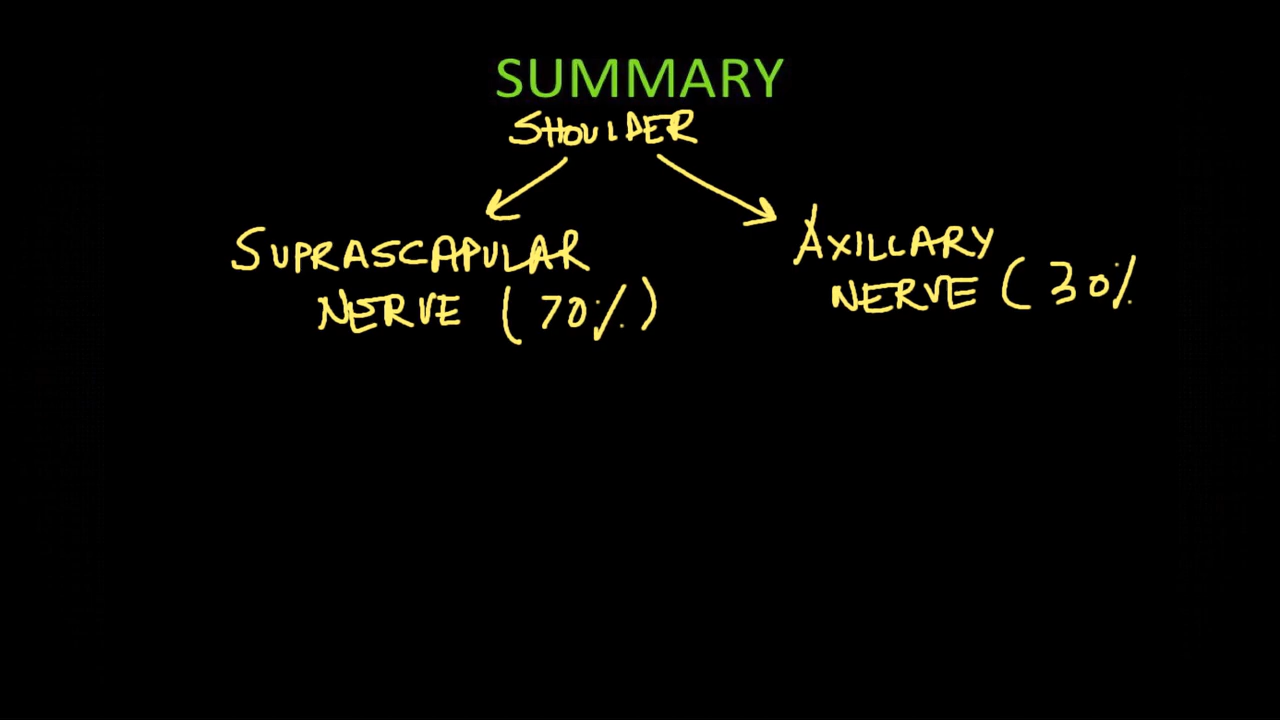 SUMMARY
SHOULDER
SUPRASCAPULAR
NERVE (70%)
AXILLARY
NERVE (30%